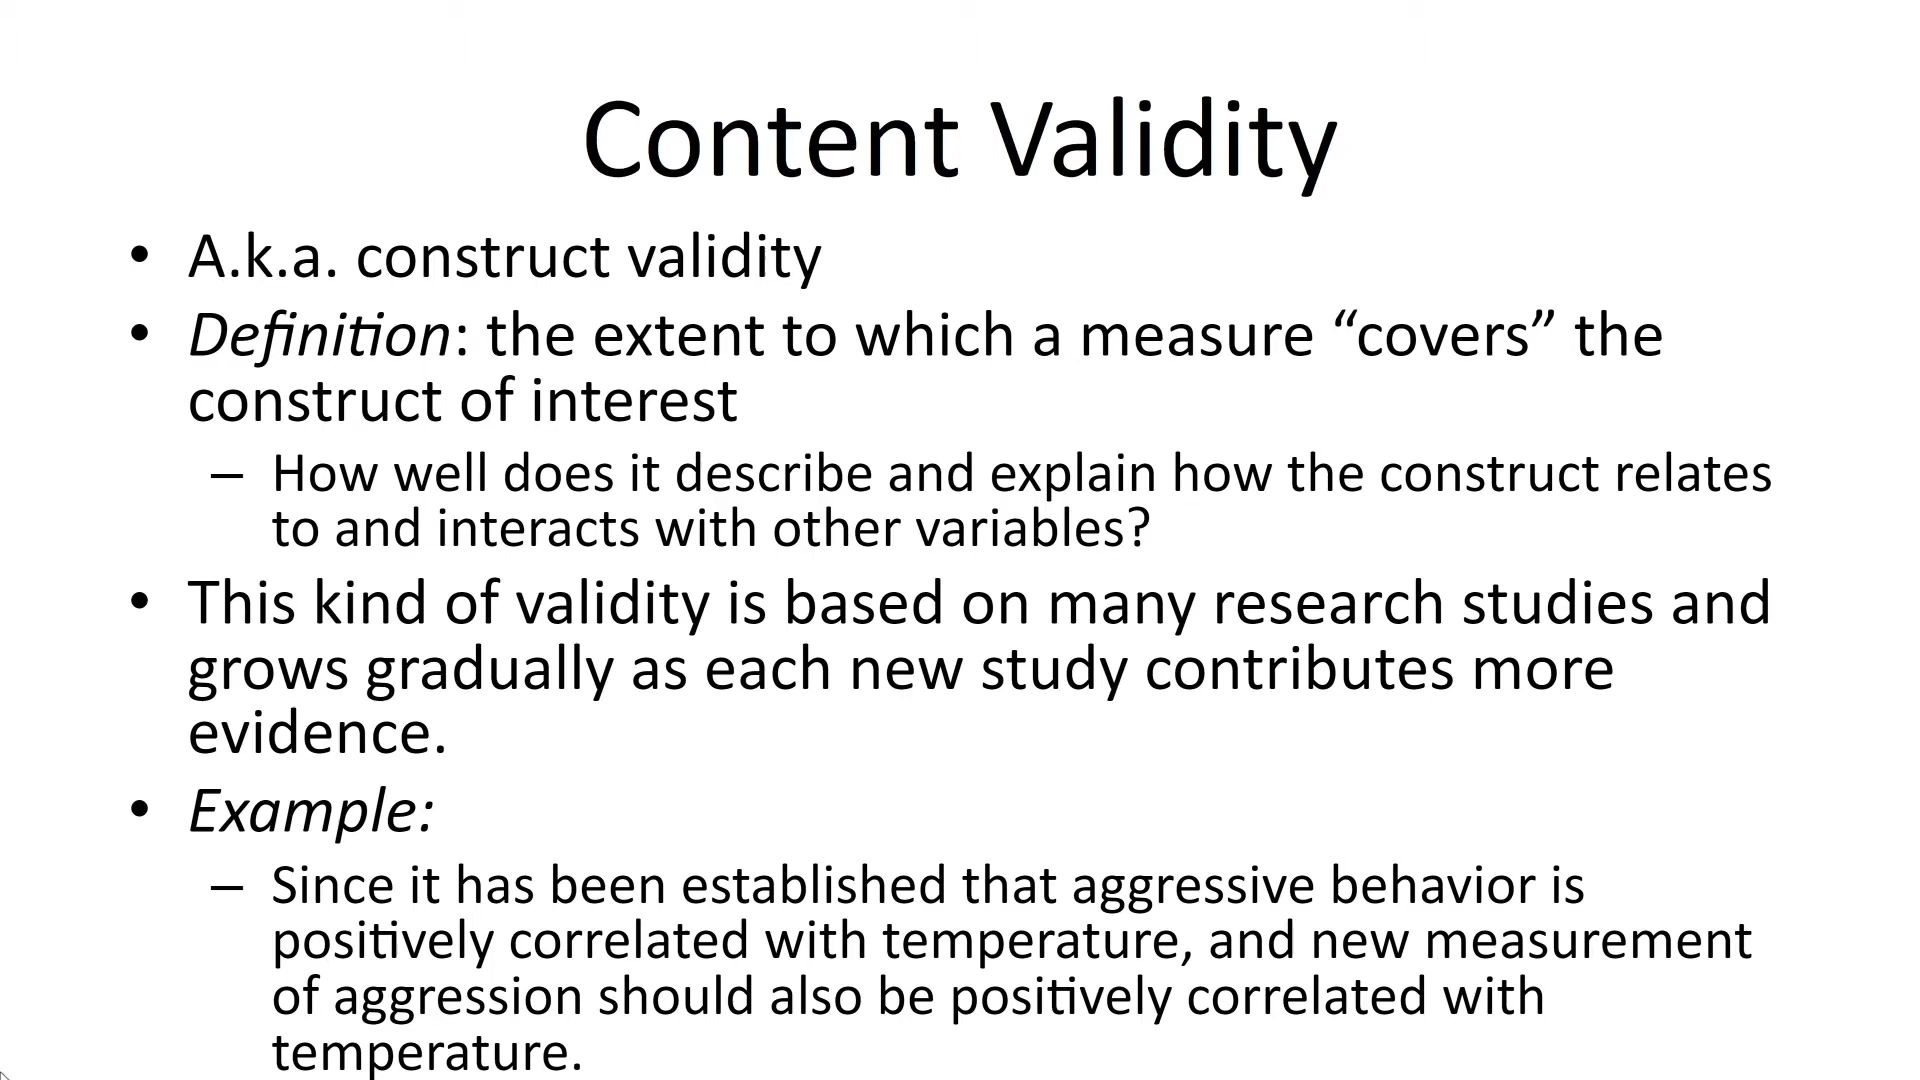 Content Validity
• A.k.a. construct validity
• Definition: the extent to which a measure “covers” the
construct of interest
– How well does it describe and explain how the construct relates
to and interacts with other variables?
• This kind of validity is based on many research studies and
grows gradually as each new study contributes more
evidence.
• Example:
– Since it has been established that aggressive behavior is
positively correlated with temperature, and new measurement
of aggression should also be positively correlated with
temperature.